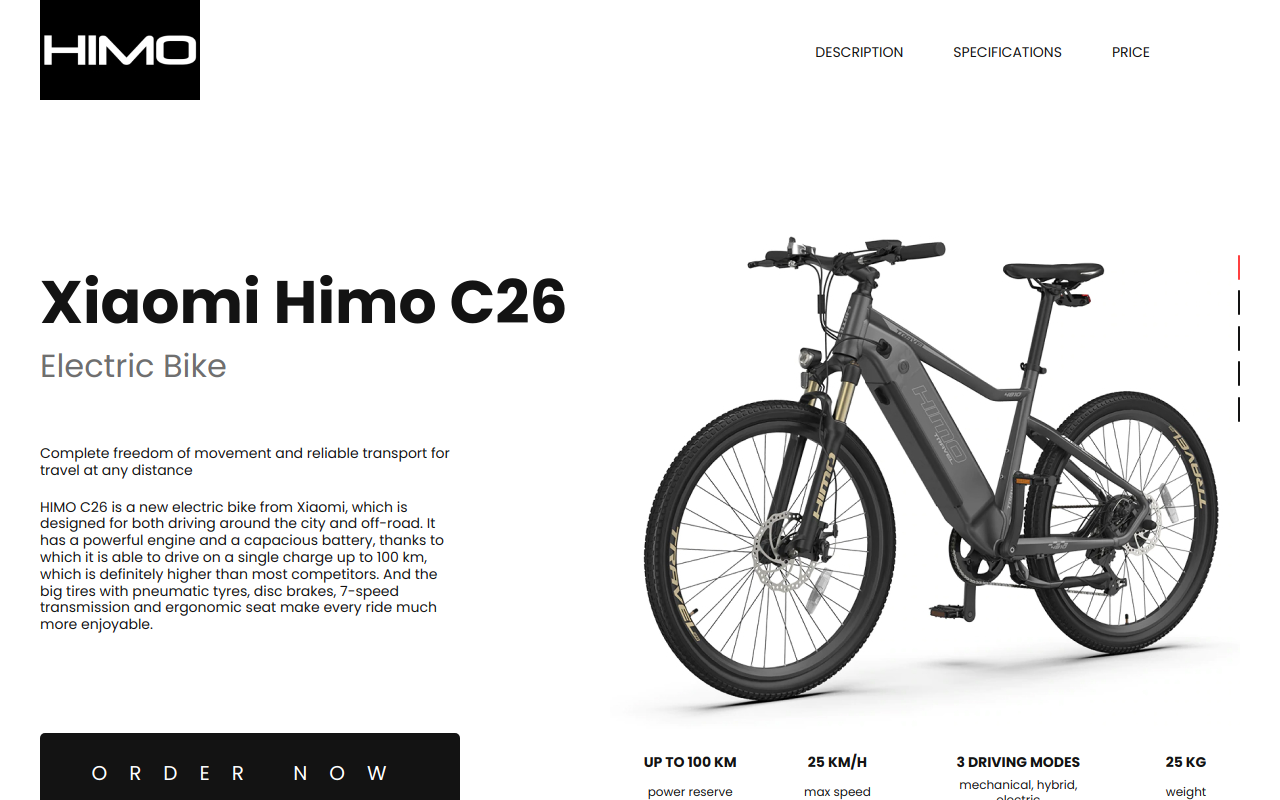 HIMO
DESCRIPTION
SPECIFICATIONS
PRICE
Xiaomi Himo C26
Electric Bike
Complete freedom of movement and reliable transport for
travel at any distance
HIMO C26 is a new electric bike from Xiaomi, which is
designed for both driving around the city and off-road. It
has a powerful engine and a capacious battery, thanks to
which it is able to drive on a single charge up to 100 km,
which is definitely higher than most competitors. And the
big tires with pneumatic tyres, disc brakes, 7-speed
transmission and ergonomic seat make every ride much
more enjoyable.
HIMO
TRAVEL
TRAVEL
HIMO
TRAVEL
ORDER NOW
UP TO 100 KM
power reserve
25 KM/H
max speed
3 DRIVING MODES
mechanical, hybrid,
electric
25 KG
weight